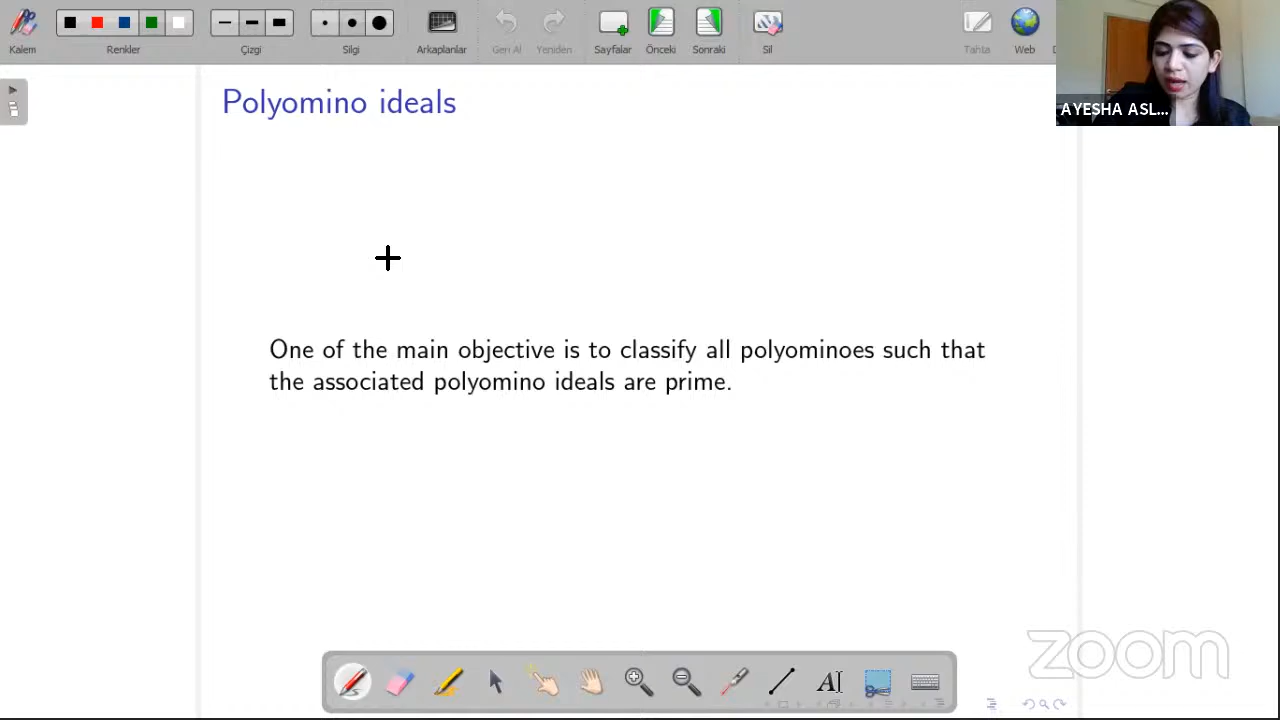 Kalem
Renkler
Çizgi
Silgi
Arkaplanlar
Geri Al
Yeniden
Sayfalar
Önceki
Sonraki
Sil
Tahta
Web
AYESHA ASL...
Polyomino ideals
One of the main objective is to classify all polyominoes such that
the associated polyomino ideals are prime.
zoom